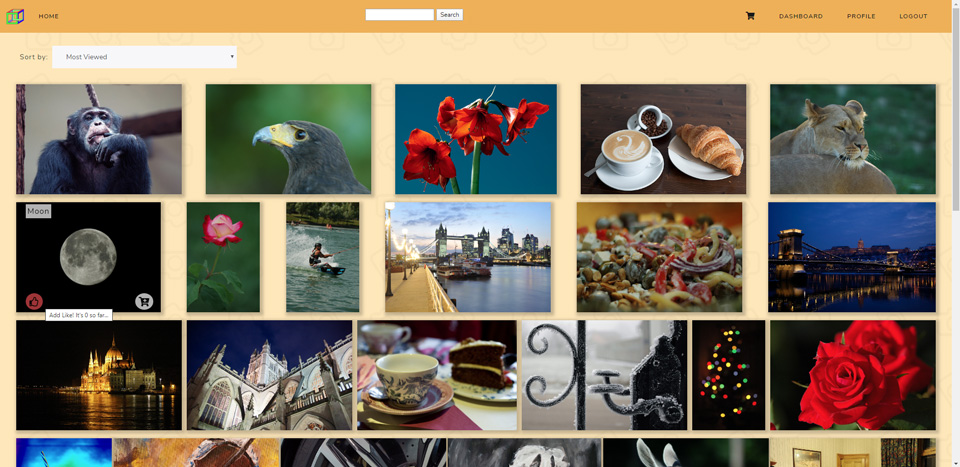 HOME
Search
DASHBOARD
PROFILE
LOGOUT
Sort by:
Most Viewed
Moon
Add Like! It's 0 so far...